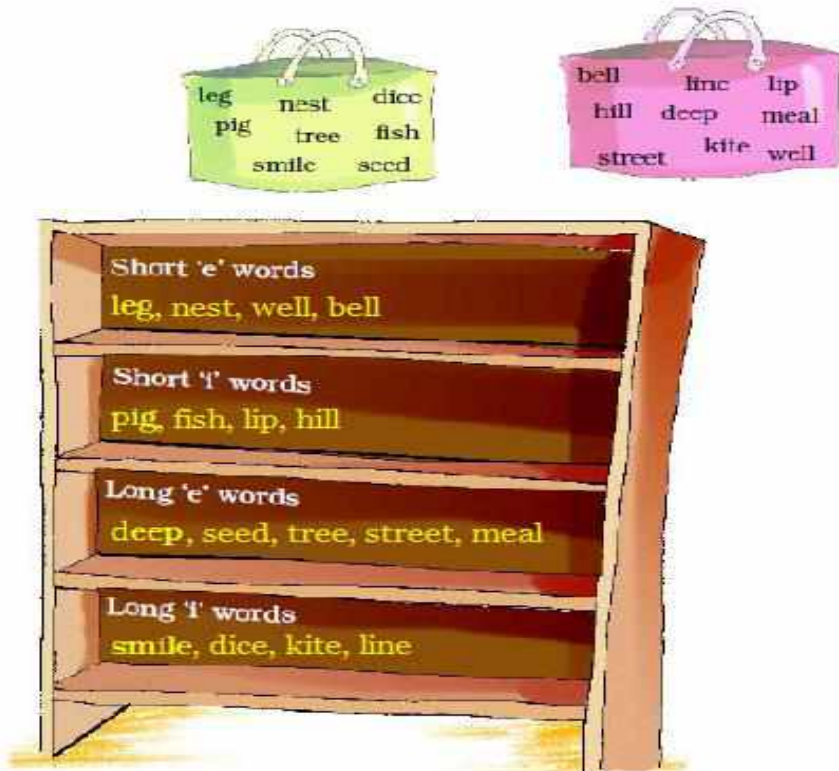 leg nest dice
pig tree fish
smile seed
bell line lip
hill deep meal
street kite well
Short 'e' words
leg, nest, well, bell
Short 'i' words
pig, fish, lip, hill
Long 'e' words
deep, seed, tree, street, meal
Long 'i' words
smile, dice, kite, line